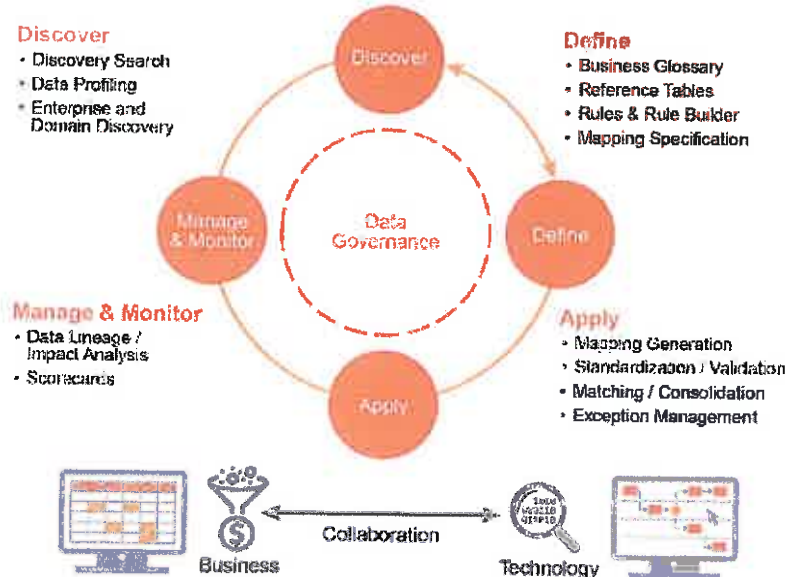 Discover
• Discovery Search
• Data Profiling
• Enterprise and
Domain Discovery
Discover
Define
• Business Glossary
• Reference Tables
• Rules & Rule Builder
• Mapping Specification
Manage
& Monitor
Data
Governance
Define
Manage & Monitor
• Data Lineage /
Impact Analysis
• Scorecards
Apply
Apply
• Mapping Generation
• Standardization / Validation
• Matching / Consolidation
• Exception Management
$
Business
Collaboration
Technology